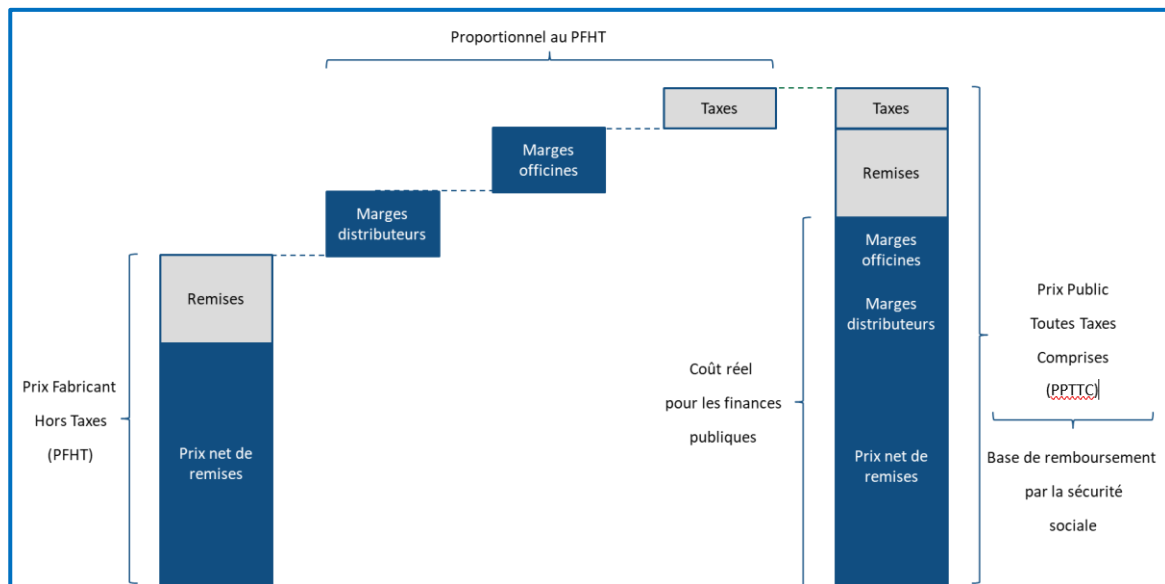 Proportionnel au PFHT
Taxes
Marges
officines
Marges
distributeurs
Remises
Prix net de
remises
Prix Fabricant
Hors Taxes
(PFHT)
Taxes
Remises
Marges
officines
Marges
distributeurs
Prix net de
remises
Coût réel
pour les finances
publiques
Prix Public
Toutes Taxes
Comprises
(PPTTC)
Base de remboursement
par la sécurité
sociale